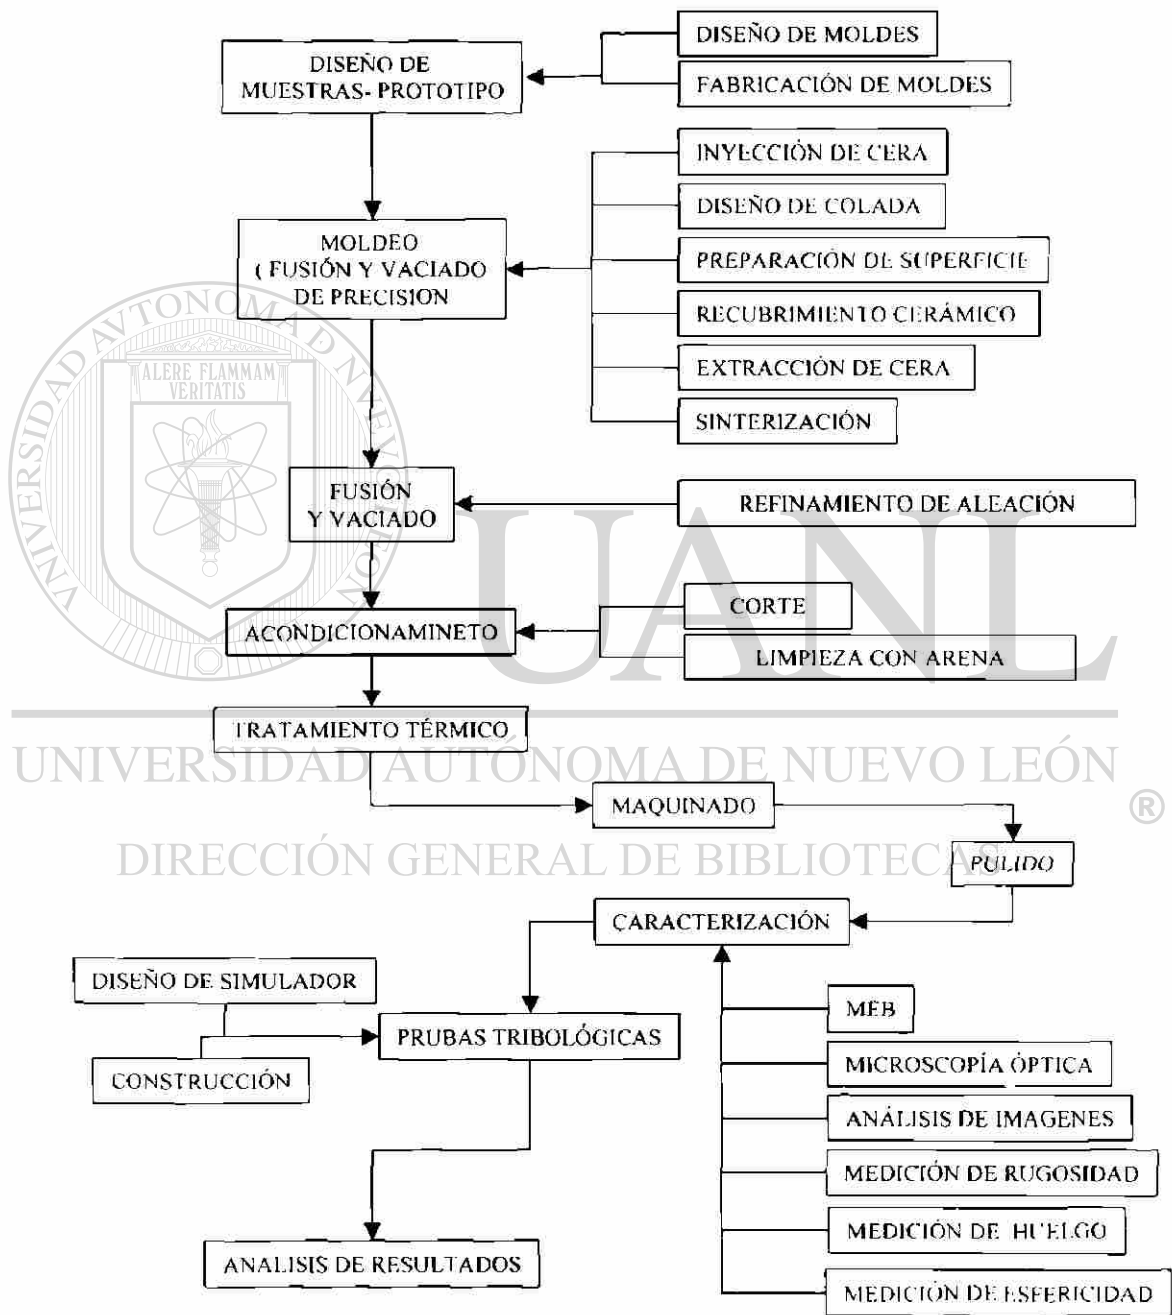 DISEÑO DE
MUESTRAS- PROTOTIPO
DISEÑO DE MOLDES
FABRICACIÓN DE MOLDES
MOLDEO
( FUSIÓN Y VACIADO
DE PRECISION
INYECCIÓN DE CERA
DISEÑO DE COLADA
PREPARACIÓN DE SUPERFICIE
RECUBRIMIENTO CERÁMICO
EXTRACCIÓN DE CERA
SINTERIZACIÓN
FUSIÓN
Y VACIADO
REFINAMIENTO DE ALEACIÓN
ACONDICIONAMINETO
CORTE
LIMPIEZA CON ARENA
TRATAMIENTO TÉRMICO
MAQUINADO
PULIDO
CARACTERIZACIÓN
DISEÑO DE SIMULADOR
CONSTRUCCIÓN
PRUBAS TRIBOLÓGICAS
MEB
MICROSCOPÍA ÓPTICA
ANÁLISIS DE IMAGENES
MEDICIÓN DE RUGOSIDAD
MEDICIÓN DE HUELGO
MEDICIÓN DE ESFERICIDAD
ANALISIS DE RESULTADOS
UNIVERSIDAD AVTONOMA D NVEVO LEON
ALERE FLAMMAM
VERITATIS
UANL
UNIVERSIDAD AUTÓNOMA DE NUEVO LEÓN
®
DIRECCIÓN GENERAL DE BIBLIOTECAS